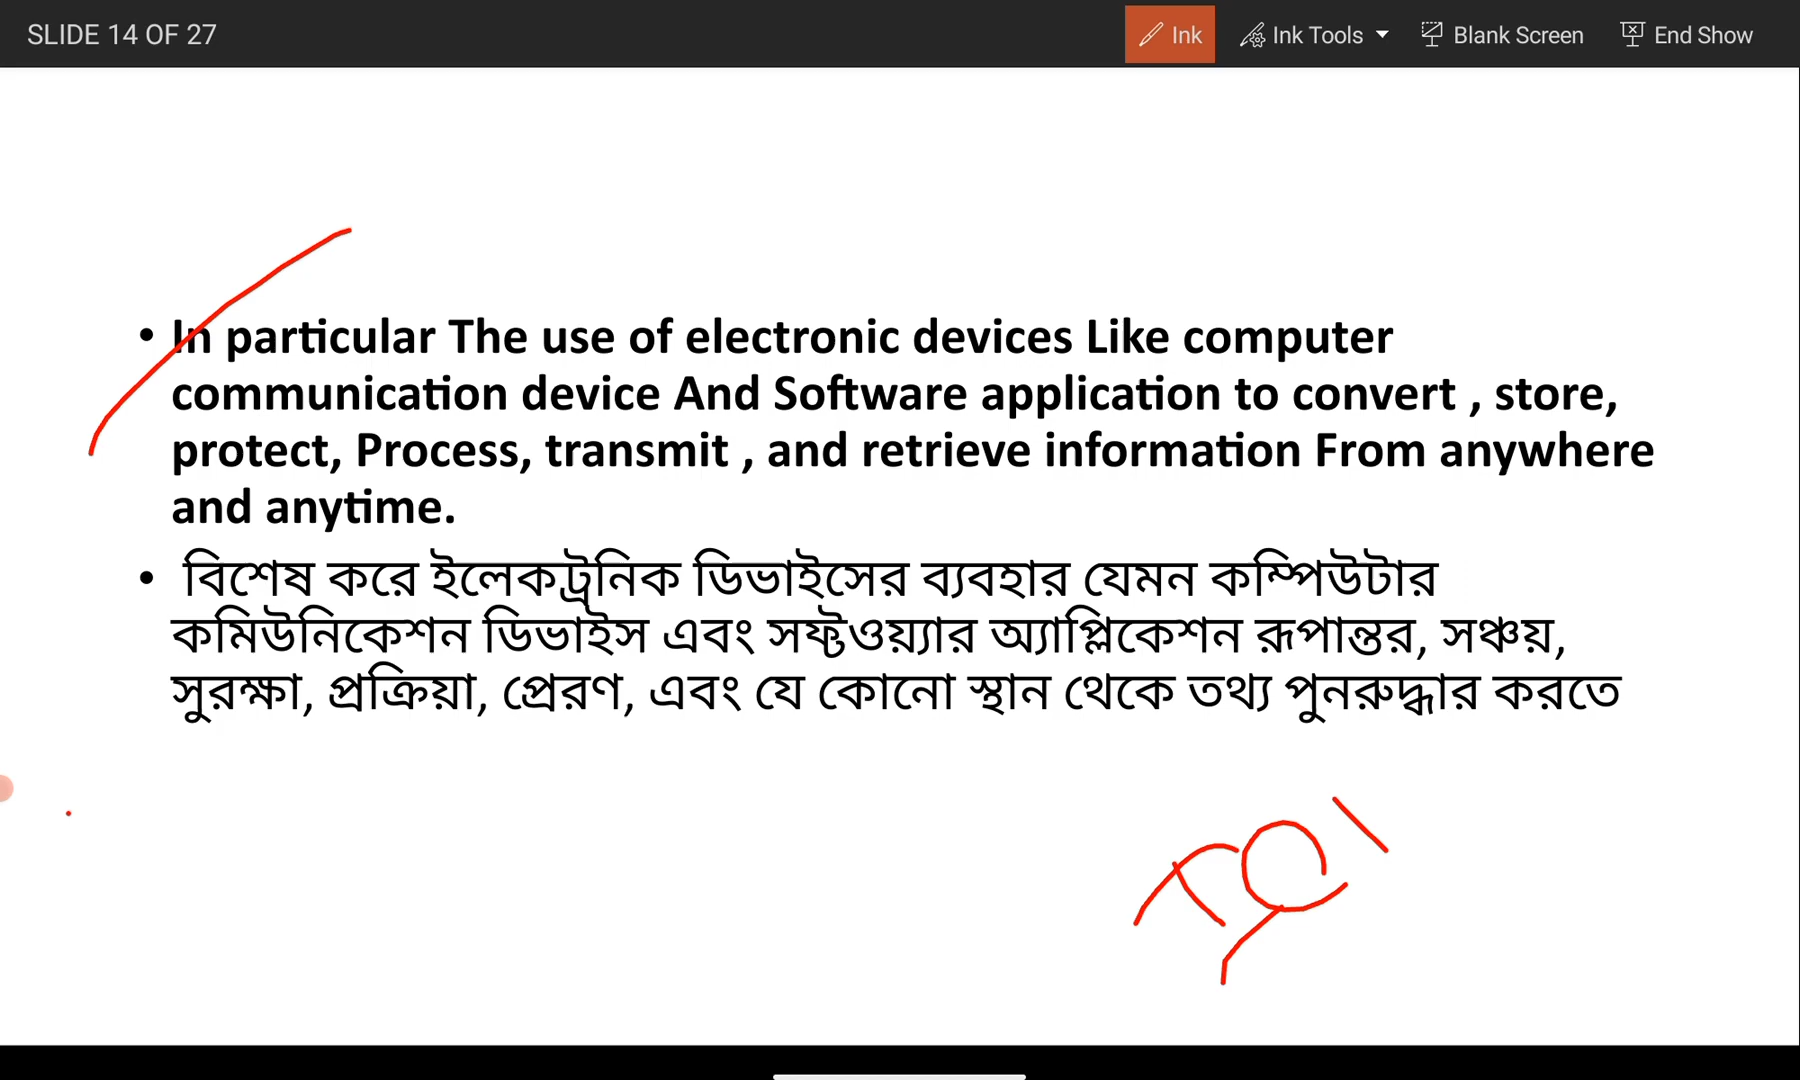 SLIDE 14 OF 27 Ink Ink Tools Blank Screen End Show
• In particular The use of electronic devices Like computer
communication device And Software application to convert , store,
protect, Process, transmit , and retrieve information From anywhere
and anytime.
• বিশেষ করে ইলেকট্রনিক ডিভাইসের ব্যবহার যেমন কম্পিউটার
কমিউনিকেশন ডিভাইস এবং সফ্টওয়্যার অ্যাপ্লিকেশন রূপান্তর, সঞ্চয়,
সুরক্ষা, প্রক্রিয়া, প্রেরণ, এবং যে কোনো স্থান থেকে তথ্য পুনরুদ্ধার করতে